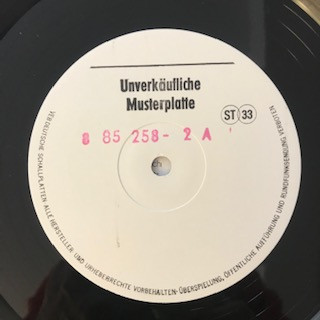 Unverkäufliche
Musterplatte
ST 33
8 85 258- 2 A
VEB DEUTSCHE SCHALLPLATTEN·ALLE HERSTELLER- UND URHEBERRECHTE VORBEHALTEN·ÜBERSPIELUNG, ÖFFENTLICHE AUFFÜHRUNG UND RUNDFUNKSENDUNG VERBOTEN